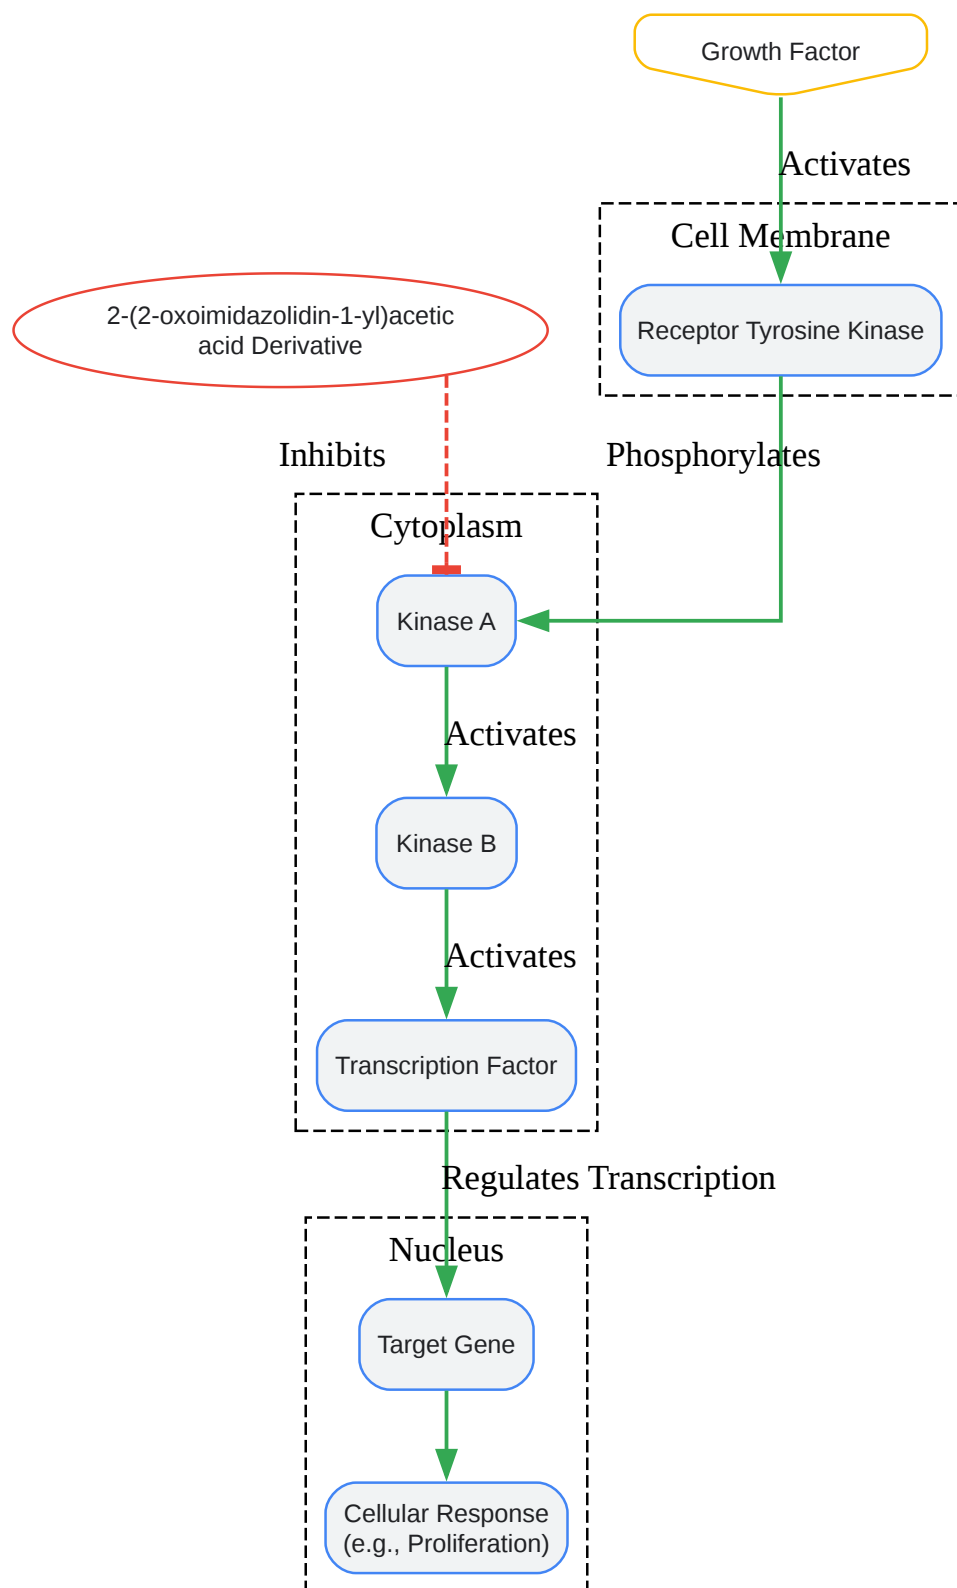 Growth Factor
Activates
Cell Membrane
Receptor Tyrosine Kinase
2-(2-oxoimidazolidin-1-yl)acetic
acid Derivative
Inhibits
Phosphorylates
Cytoplasm
Kinase A
Activates
Kinase B
Activates
Transcription Factor
Regulates Transcription
Nucleus
Target Gene
Cellular Response
(e.g., Proliferation)